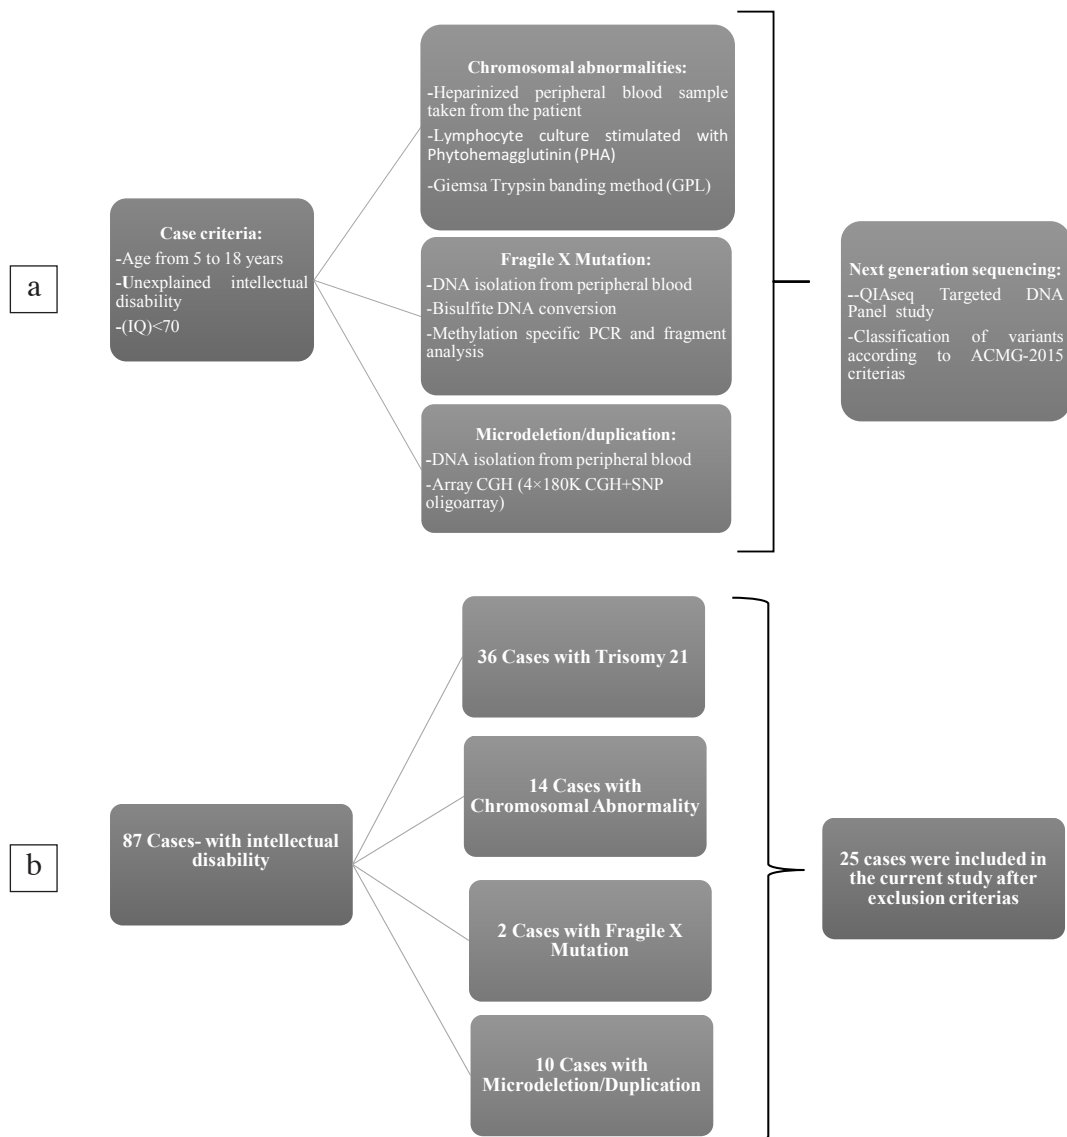 a
Case criteria:
-Age from 5 to 18 years
-Unexplained intellectual
disability
-(IQ)<70
Chromosomal abnormalities:
-Heparinized peripheral blood sample
taken from the patient
-Lymphocyte culture stimulated with
Phytohemagglutinin (PHA)
-Giemsa Trypsin banding method (GPL)
Fragile X Mutation:
-DNA isolation from peripheral blood
-Bisulfite DNA conversion
-Methylation specific PCR and fragment
analysis
Microdeletion/duplication:
-DNA isolation from peripheral blood
-Array CGH (4×180K CGH+SNP
oligoarray)
Next generation sequencing:
--QIAseq Targeted DNA
Panel study
-Classification of variants
according to ACMG-2015
criterias
b
87 Cases- with intellectual
disability
36 Cases with Trisomy 21
14 Cases with
Chromosomal Abnormality
2 Cases with Fragile X
Mutation
10 Cases with
Microdeletion/Duplication
25 cases were included in
the current study after
exclusion criterias